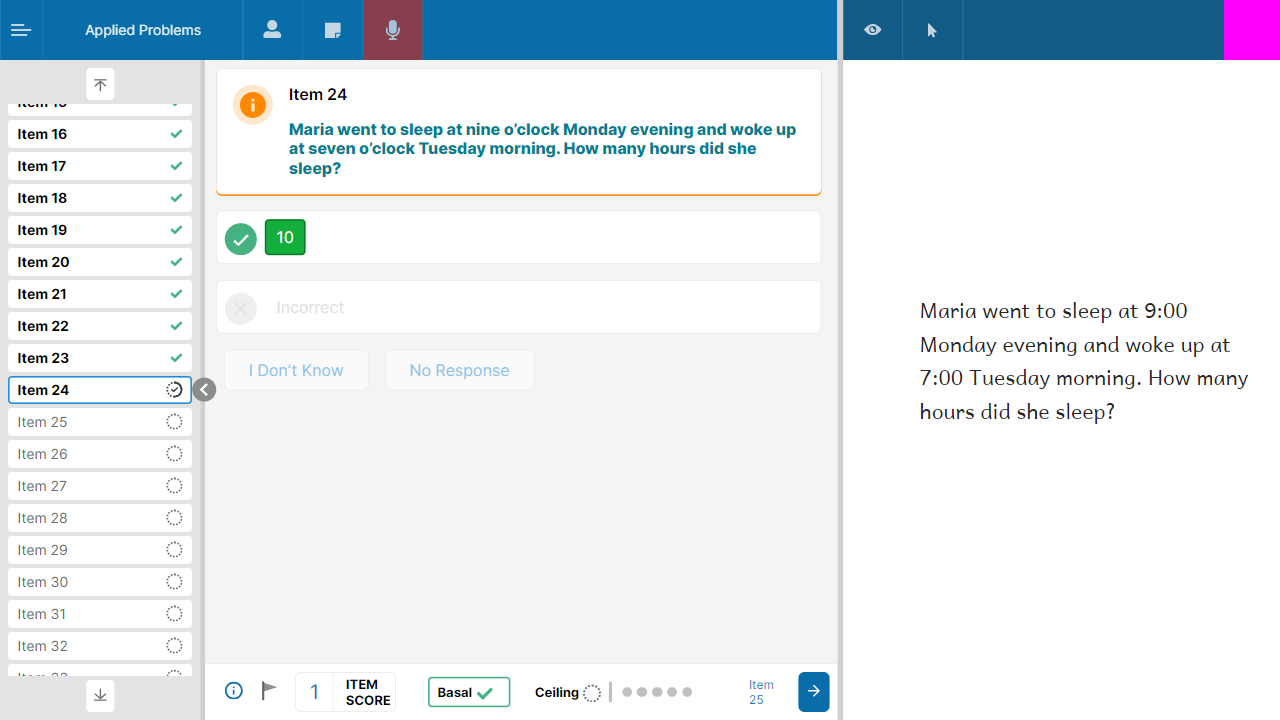 Applied Problems
Item 16
Item 17
Item 18
Item 19
Item 20
Item 21
Item 22
Item 23
Item 24
Item 25
Item 26
Item 27
Item 28
Item 29
Item 30
Item 31
Item 32
Item 24
Maria went to sleep at nine o’clock Monday evening and woke up
at seven o’clock Tuesday morning. How many hours did she
sleep?
10
Incorrect
I Don’t Know
No Response
1
ITEM
SCORE
Basal
Ceiling
Item
25
Maria went to sleep at 9:00
Monday evening and woke up at
7:00 Tuesday morning. How many
hours did she sleep?